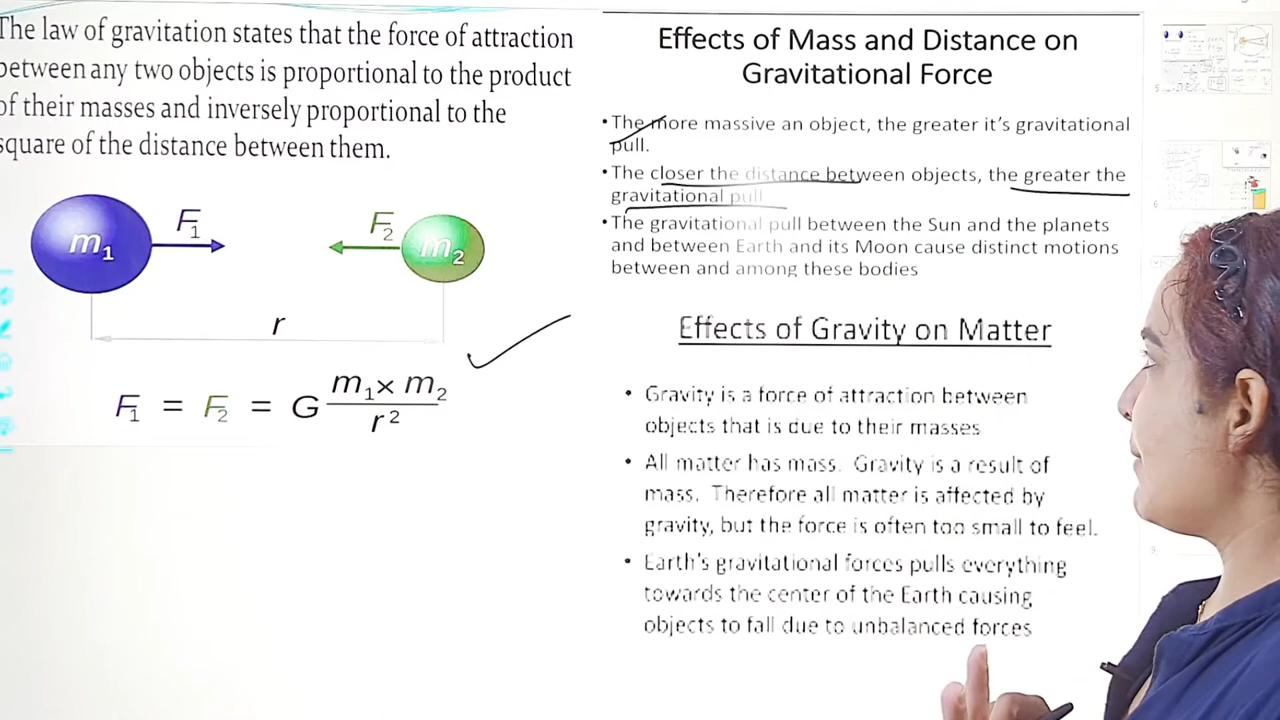 The law of gravitation states that the force of attraction
between any two objects is proportional to the product
of their masses and inversely proportional to the
square of the distance between them.
m₁
F₁
F₂
m₂
r
F₁ = F₂ = G m₁x m₂ / r²
Effects of Mass and Distance on
Gravitational Force
•The more massive an object, the greater it's gravitational
pull.
•The closer the distance between objects, the greater the
gravitational pull
•The gravitational pull between the Sun and the planets
and between Earth and its Moon cause distinct motions
between and among these bodies
Effects of Gravity on Matter
• Gravity is a force of attraction between
objects that is due to their masses
• All matter has mass. Gravity is a result of
mass. Therefore all matter is affected by
gravity, but the force is often too small to feel.
• Earth's gravitational forces pulls everything
towards the center of the Earth causing
objects to fall due to unbalanced forces
5
6
9